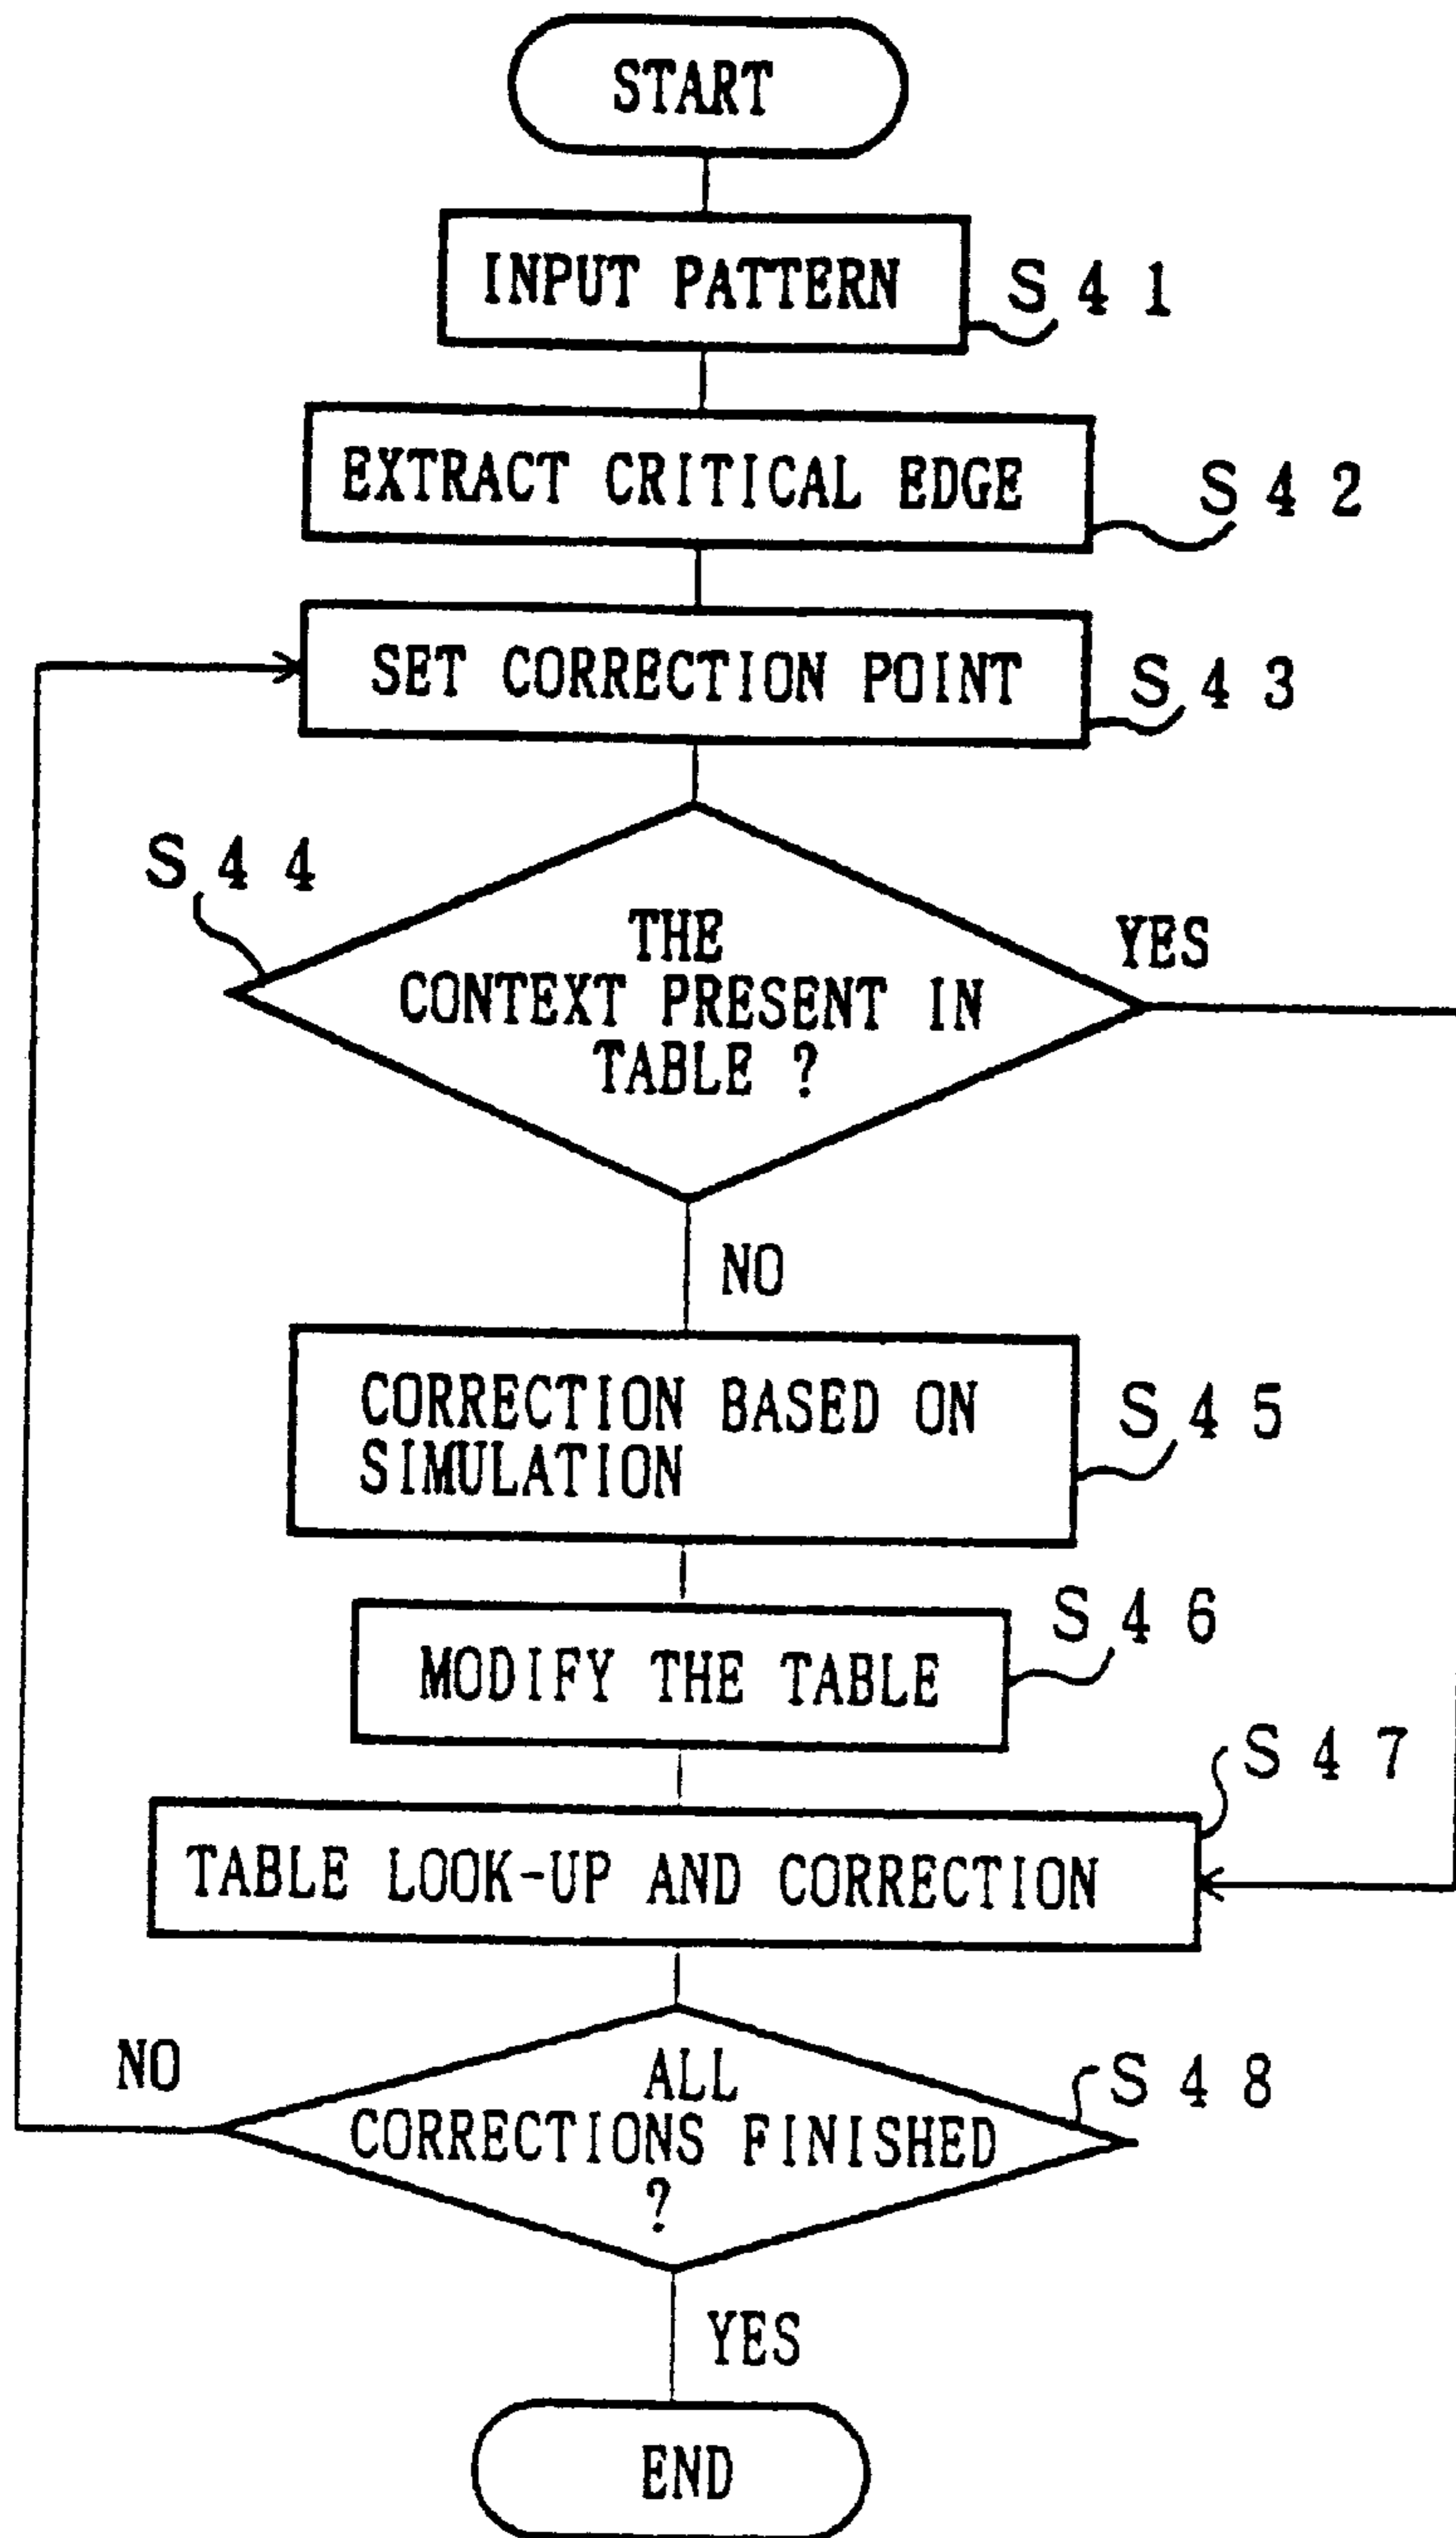 START
INPUT PATTERN
S41
EXTRACT CRITICAL EDGE
S42
SET CORRECTION POINT
S43
S44
THE
CONTEXT PRESENT IN
TABLE ?
YES
NO
CORRECTION BASED ON
SIMULATION
S45
MODIFY THE TABLE
S46
TABLE LOOK-UP AND CORRECTION
S47
NO
ALL
CORRECTIONS FINISHED
?
S48
YES
END